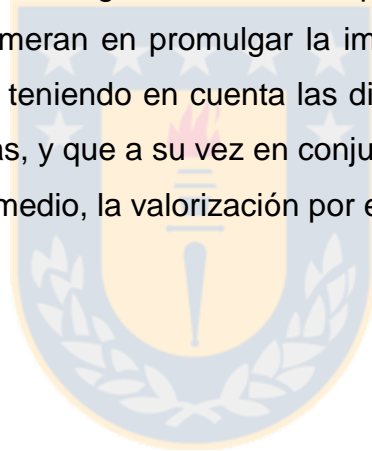 meran en promulgar la im
teniendo en cuenta las di
as, y que a su vez en conju
medio, la valorización por e